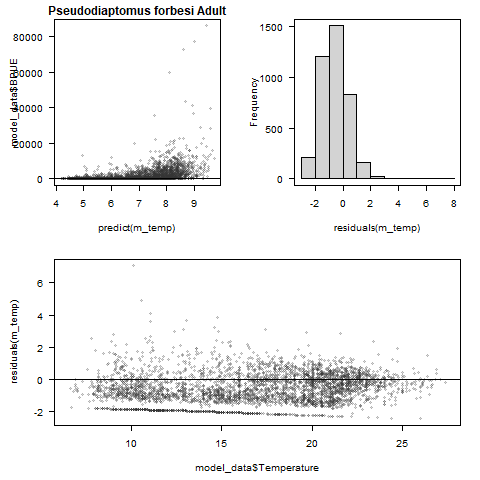 Pseudodiaptomus forbesi Adult
model_data$BPUE
80000
60000
40000
20000
0
4 5 6 7 8 9
predict(m_temp)
Frequency
1500
1000
500
0
-2 0 2 4 6 8
residuals(m_temp)
residuals(m_temp)
6
4
2
0
-2
10 15 20 25
model_data$Temperature